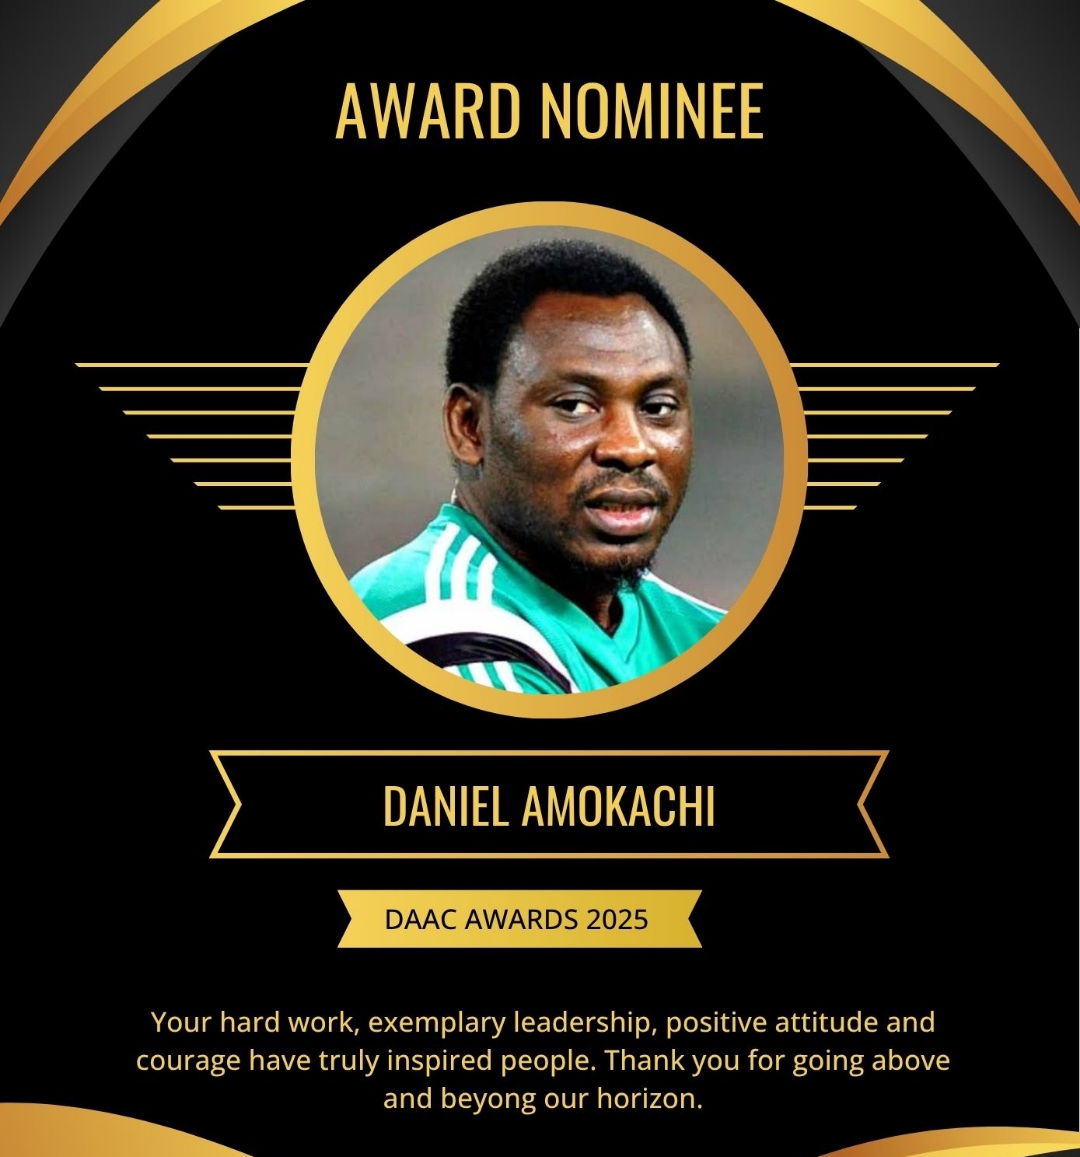 AWARD NOMINEE
DANIEL AMOKACHI
DAAC AWARDS 2025
Your hard work, exemplary leadership, positive attitude and
courage have truly inspired people. Thank you for going above
and beyong our horizon.